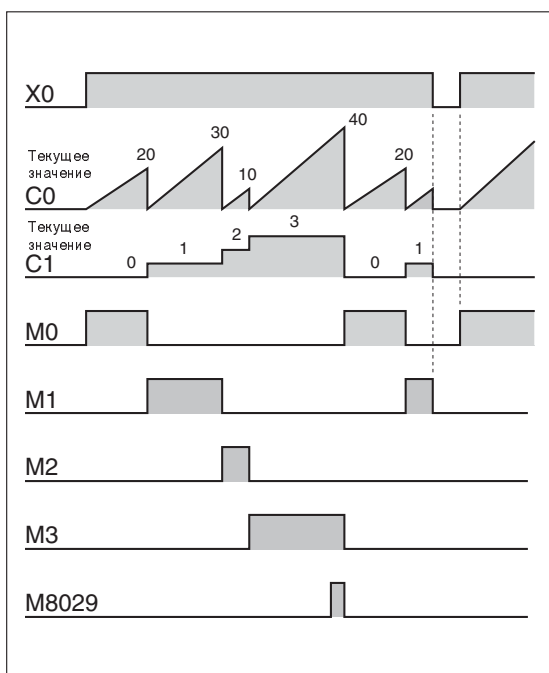 X0
Текущее
значение
C0
20
30
10
40
20
Текущее
значение
C1
0
1
2
3
0
1
M0
M1
M2
M3
M8029